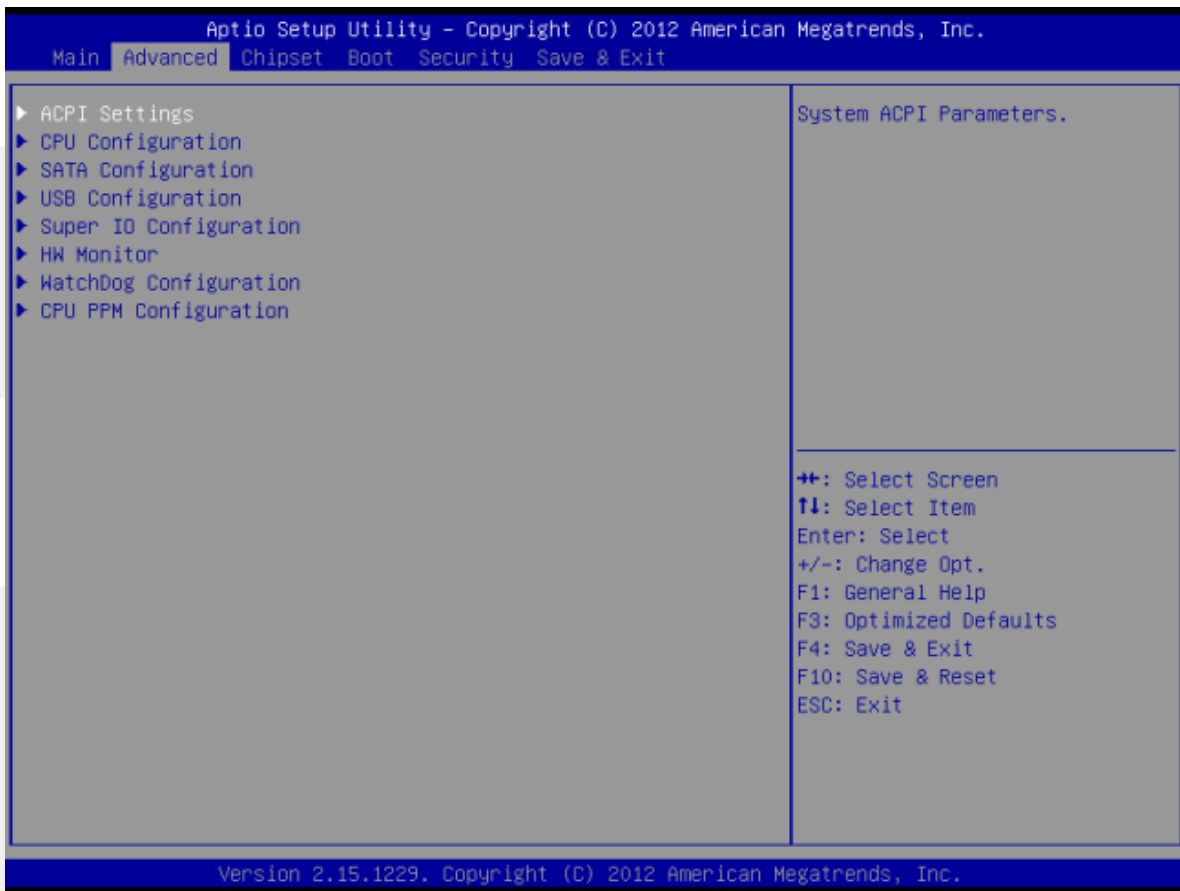 Aptio Setup Utility – Copyright (C) 2012 American Megatrends, Inc.
Main Advanced Chipset Boot Security Save & Exit
▶ ACPI Settings
▶ CPU Configuration
▶ SATA Configuration
▶ USB Configuration
▶ Super IO Configuration
▶ HW Monitor
▶ WatchDog Configuration
▶ CPU PPM Configuration
System ACPI Parameters.
→←: Select Screen
↑↓: Select Item
Enter: Select
+/-: Change Opt.
F1: General Help
F3: Optimized Defaults
F4: Save & Exit
F10: Save & Reset
ESC: Exit
Version 2.15.1229. Copyright (C) 2012 American Megatrends, Inc.